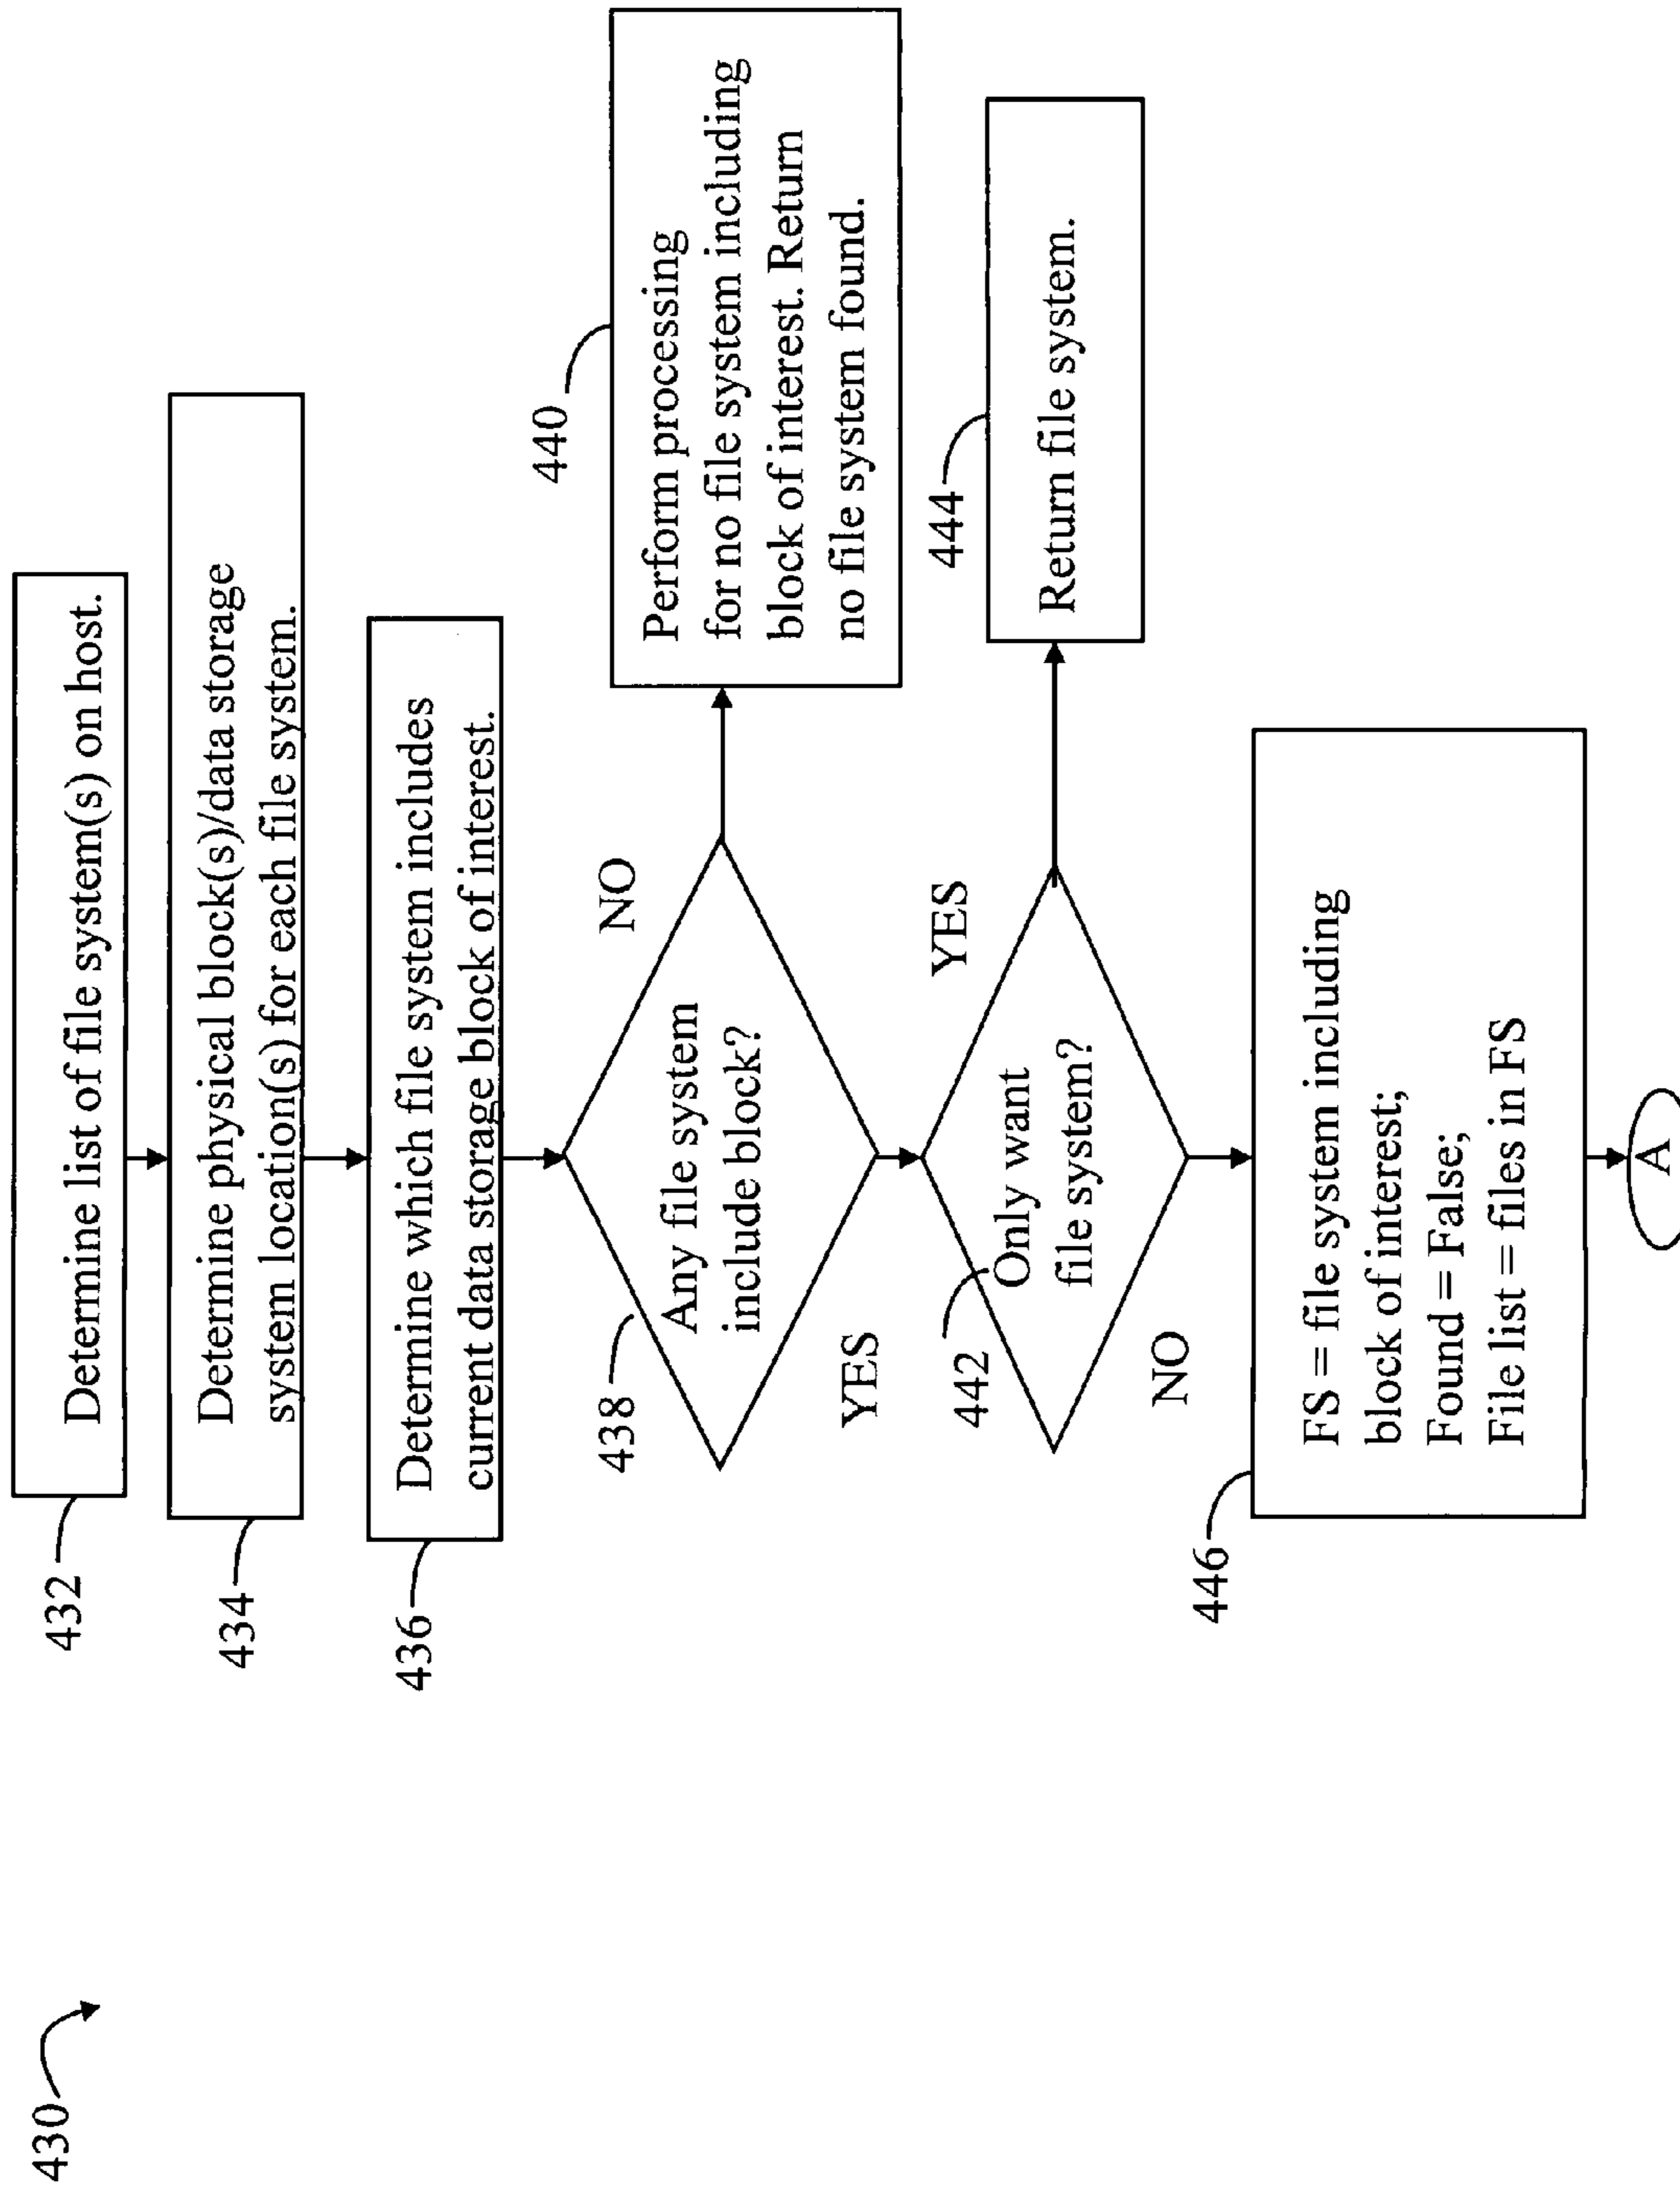 430
432
Determine list of file system(s) on host.
434
Determine physical block(s)/data storage
system location(s) for each file system.
436
Determine which file system includes
current data storage block of interest.
438
Any file system
include block?
NO
440
Perform processing
for no file system including
block of interest. Return
no file system found.
YES
442
Only want
file system?
YES
444
Return file system.
NO
446
FS = file system including
block of interest;
Found = False;
File list = files in FS
A